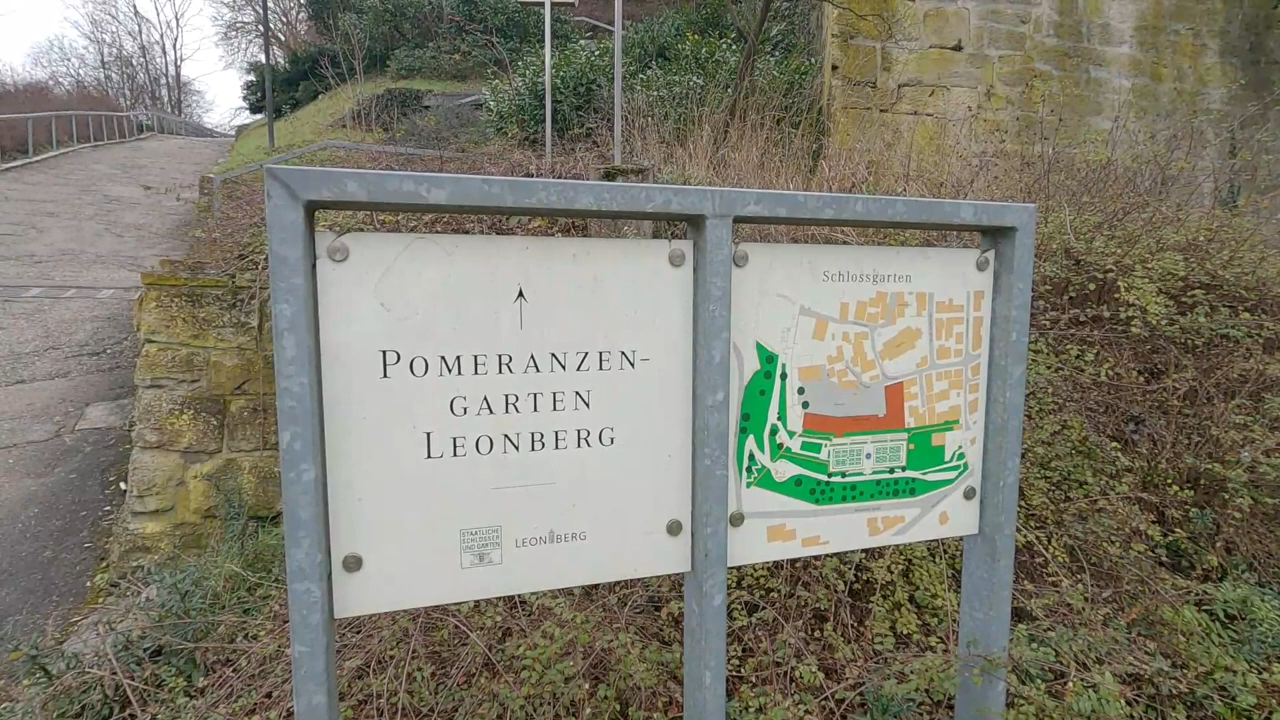 POMERANZEN-
GARTEN
LEONBERG
STAATLICHE
SCHLÖSSER
UND GÄRTEN
LEONBERG
Schlossgarten